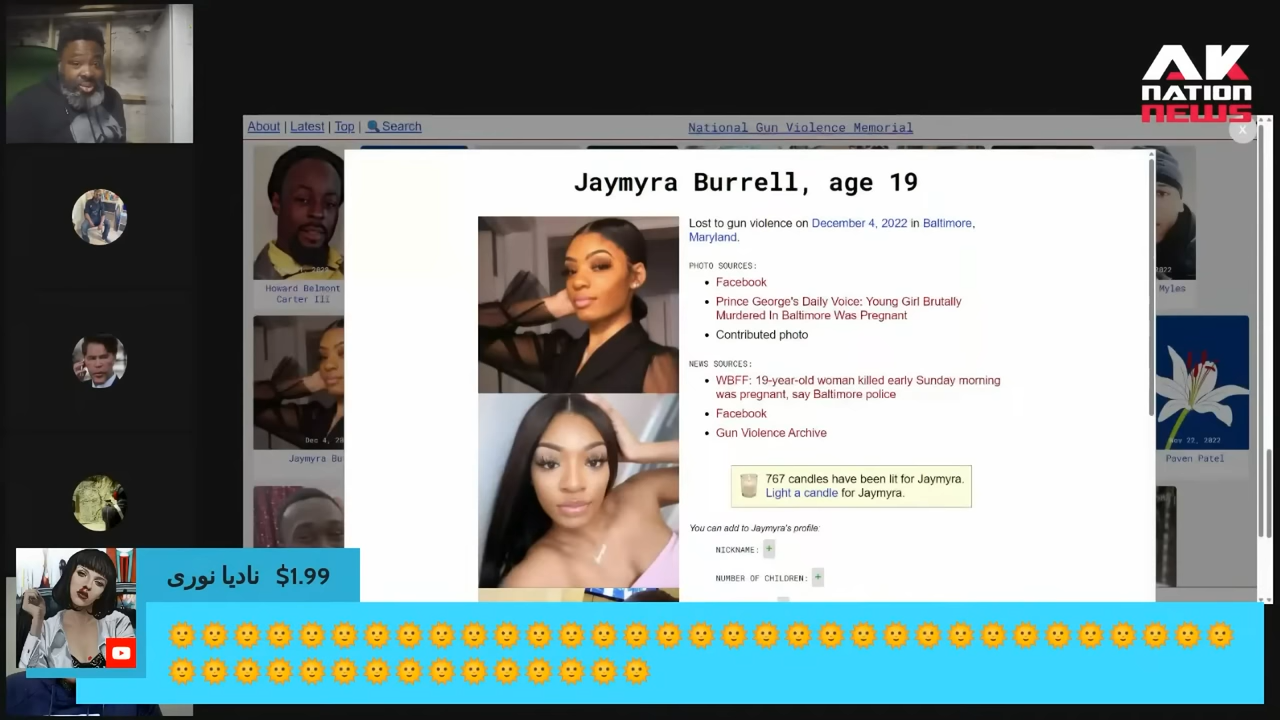 AK
NATION
NEWS
About | Latest | Top | Search
National Gun Violence Memorial
x
Jaymyra Burrell, age 19
Lost to gun violence on December 4, 2022 in Baltimore,
Maryland.
PHOTO SOURCES:
• Facebook
• Prince George's Daily Voice: Young Girl Brutally
Murdered In Baltimore Was Pregnant
• Contributed photo
NEWS SOURCES:
• WBFF: 19-year-old woman killed early Sunday morning
was pregnant, say Baltimore police
• Facebook
• Gun Violence Archive
767 candles have been lit for Jaymyra.
Light a candle for Jaymyra.
You can add to Jaymyra's profile:
NICKNAME: +
NUMBER OF CHILDREN: +
2022
Howard Belmont
Carter Iii
Dec 4, 20
Jaymyra Bu
2022
Myles
Nov 22, 2022
Paven Patel
نادیا نوری $1.99